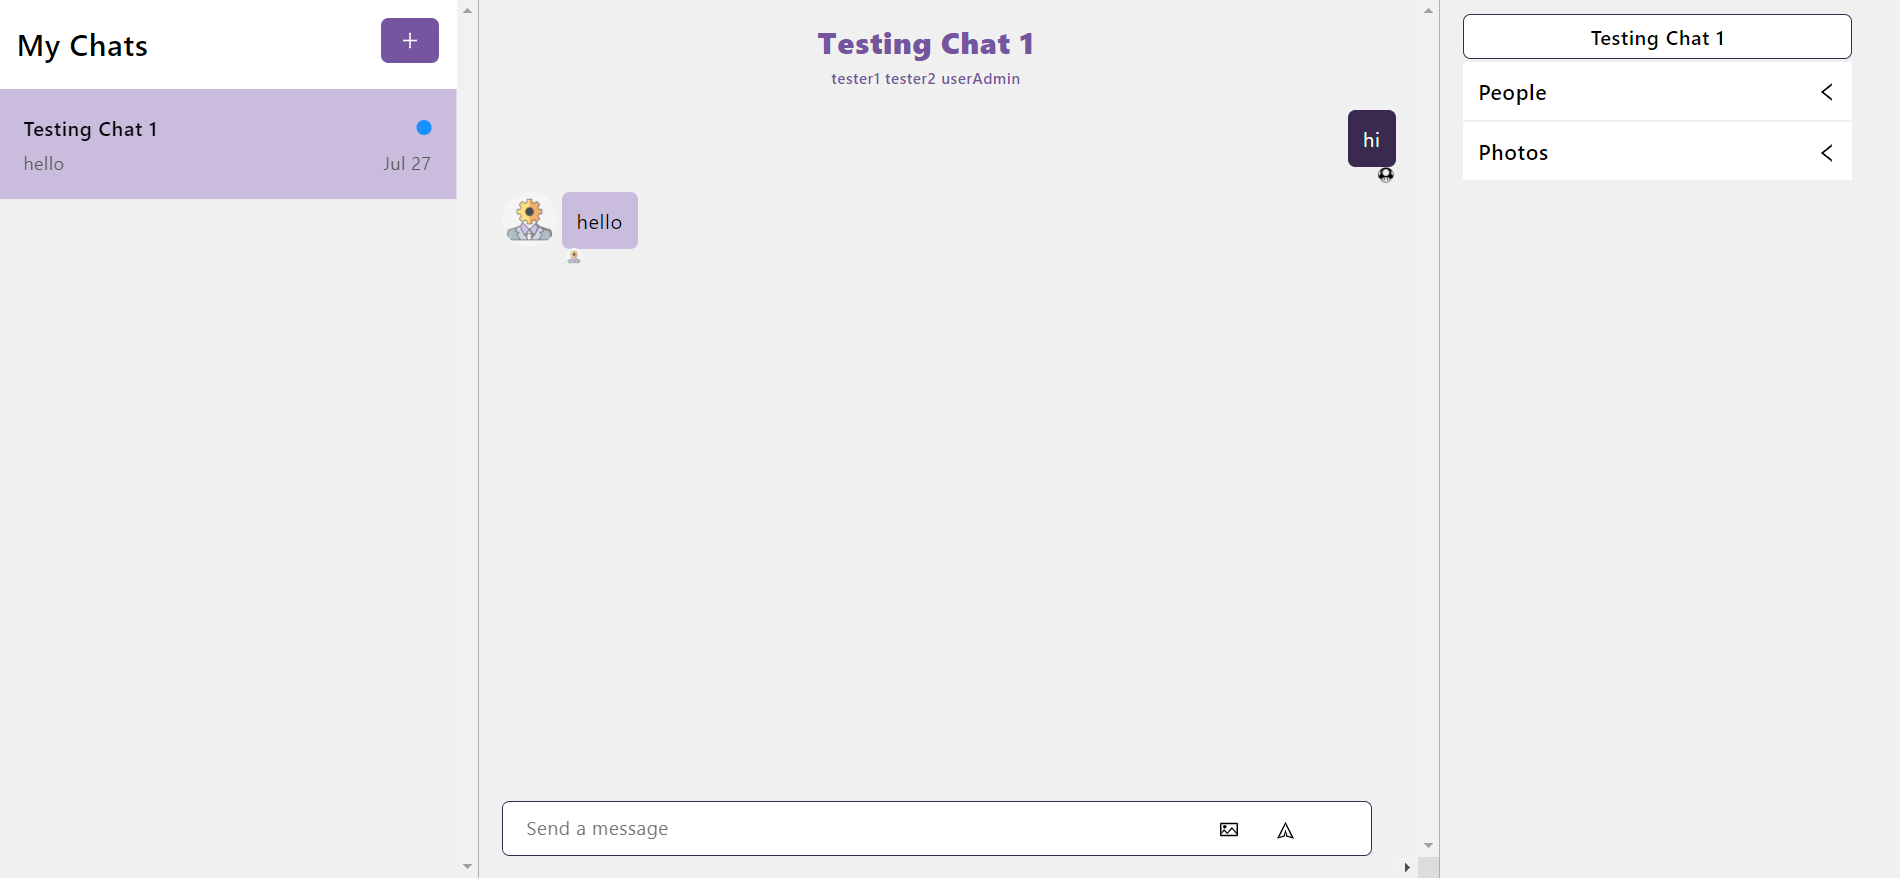 My Chats
+
Testing Chat 1
hello
Jul 27
Testing Chat 1
tester1 tester2 userAdmin
hi
hello
Send a message
Testing Chat 1
People
Photos